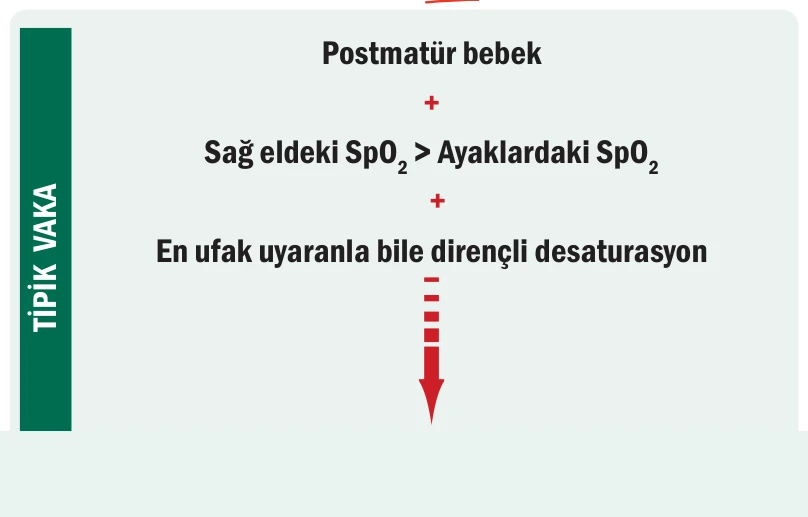 TİPİK VAKA
Postmatür bebek
+
Sağ eldeki SpO₂ > Ayaklardaki SpO₂
+
En ufak uyaranla bile dirençli desaturasyon